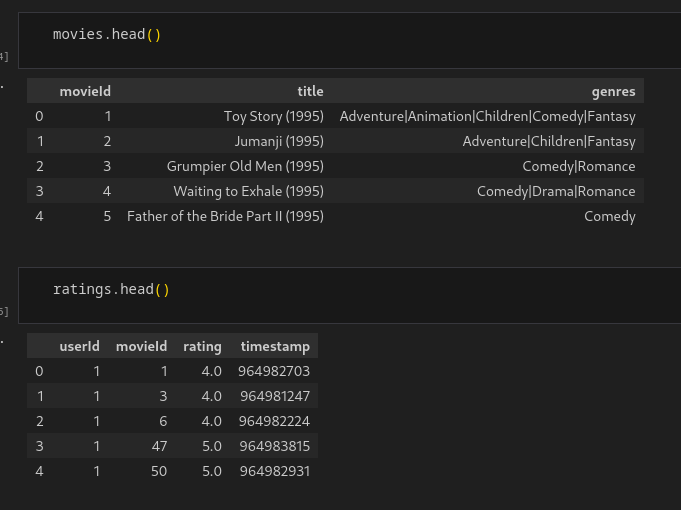 movies.head()
4]
movieId title genres
0 1 Toy Story (1995) Adventure|Animation|Children|Comedy|Fantasy
1 2 Jumanji (1995) Adventure|Children|Fantasy
2 3 Grumpier Old Men (1995) Comedy|Romance
3 4 Waiting to Exhale (1995) Comedy|Drama|Romance
4 5 Father of the Bride Part II (1995) Comedy
ratings.head()
userId movieId rating timestamp
0 1 1 4.0 964982703
1 1 3 4.0 964981247
2 1 6 4.0 964982224
3 1 47 5.0 964983815
4 1 50 5.0 964982931